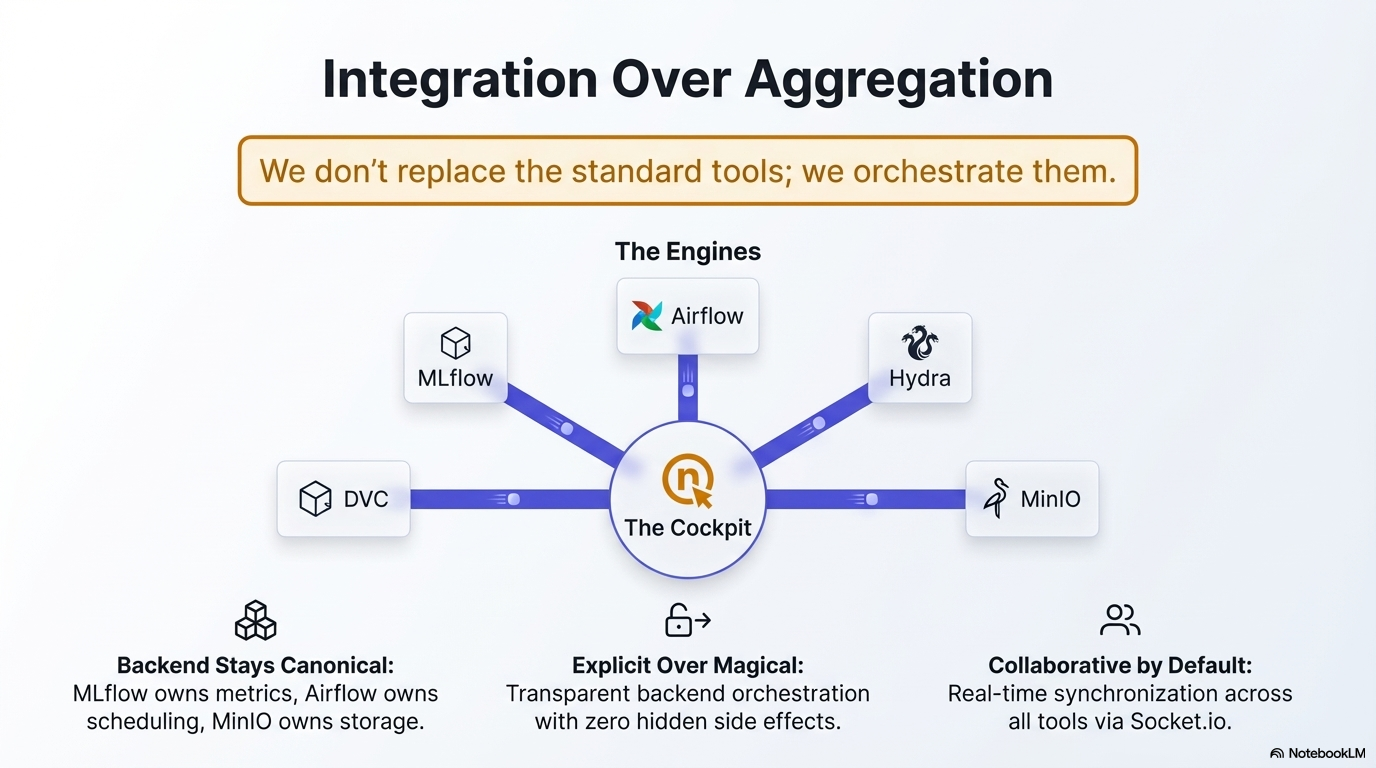 Integration Over Aggregation
We don't replace the standard tools; we orchestrate them.
The Engines
Airflow
MLflow
Hydra
DVC
n
The Cockpit
MinIO
Backend Stays Canonical:
MLflow owns metrics, Airflow owns
scheduling, MinIO owns storage.
Explicit Over Magical:
Transparent backend orchestration
with zero hidden side effects.
Collaborative by Default:
Real-time synchronization across
all tools via Socket.io.
NotebookLM